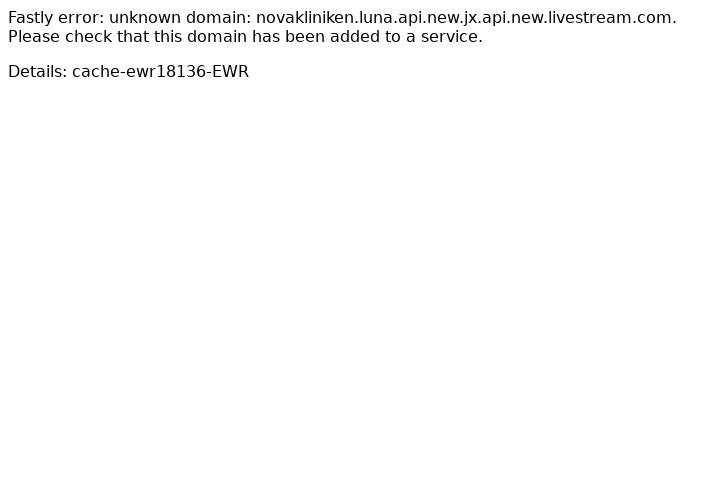 Fastly error: unknown domain: novakliniken.luna.api.new.jx.api.new.livestream.com.
Please check that this domain has been added to a service.
Details: cache-ewr18136-EWR